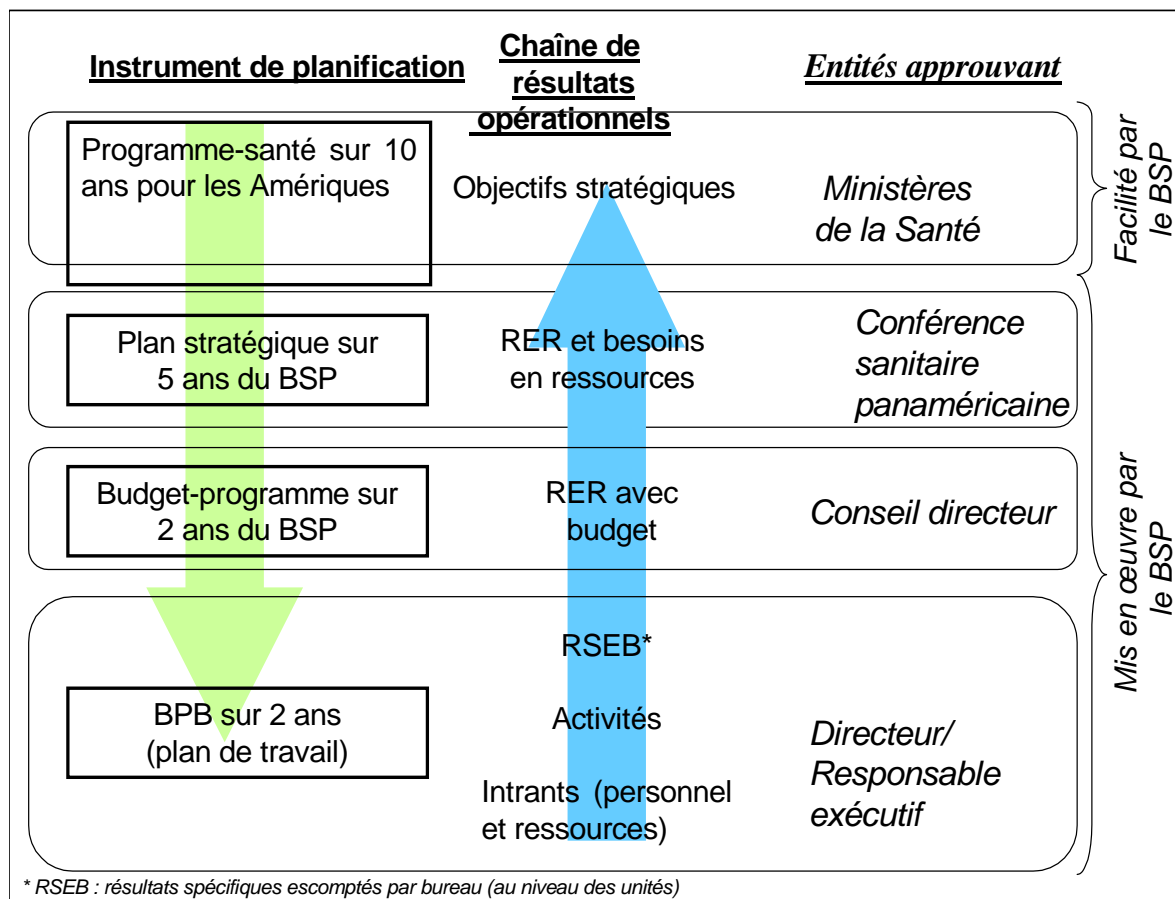 Instrument de planification
Chaîne de
résultats
opérationnels
Entités approuvant
Programme-santé sur 10
ans pour les Amériques
Objectifs stratégiques
Ministères
de la Santé
Facilité par
le BSP
Plan stratégique sur
5 ans du BSP
RER et besoins
en ressources
Conférence
sanitaire
panaméricaine
Budget-programme sur
2 ans du BSP
RER avec
budget
Conseil directeur
Mis en œuvre par
le BSP
BPB sur 2 ans
(plan de travail)
RSEB*
Activités
Intrants (personnel
et ressources)
Directeur/
Responsable
exécutif
* RSEB : résultats spécifiques escomptés par bureau (au niveau des unités)